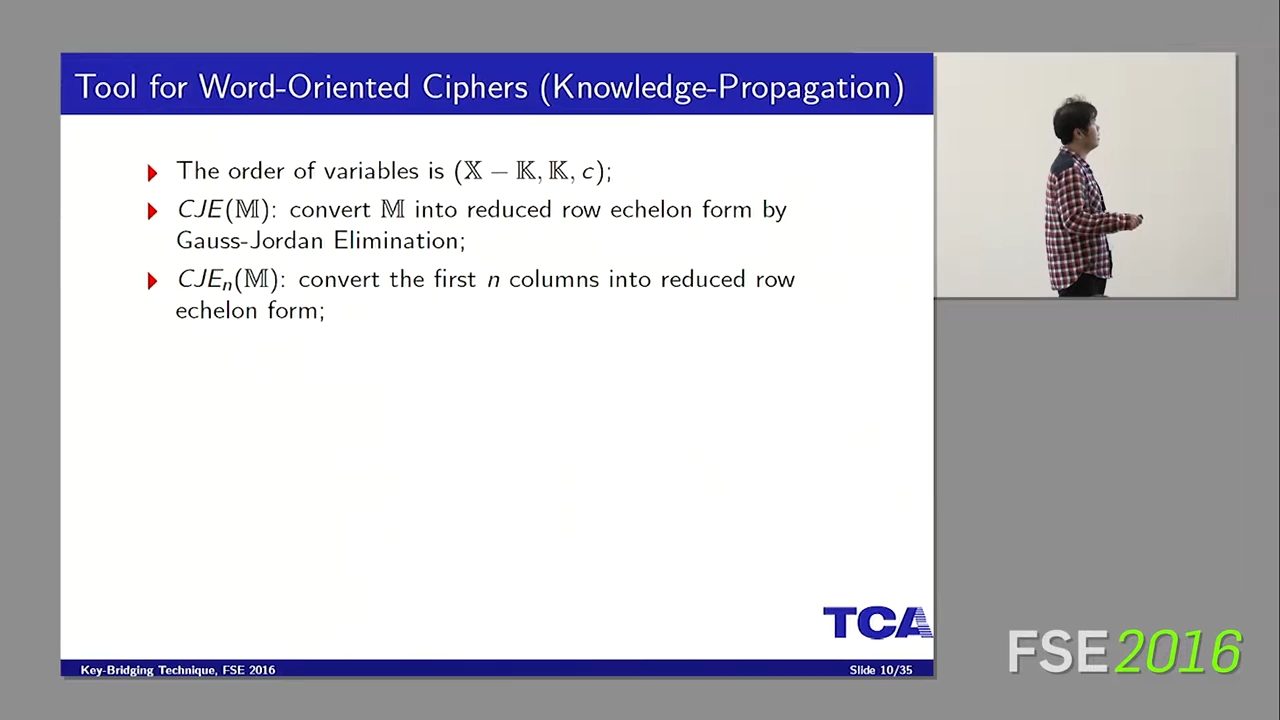 Tool for Word-Oriented Ciphers (Knowledge-Propagation)
The order of variables is (𝕏 − 𝕂, 𝕂, c);
CJE(𝕄): convert 𝕄 into reduced row echelon form by
Gauss-Jordan Elimination;
CJEₙ(𝕄): convert the first n columns into reduced row
echelon form;
TCA
Key-Bridging Technique, FSE 2016
Slide 10/35
FSE 2016